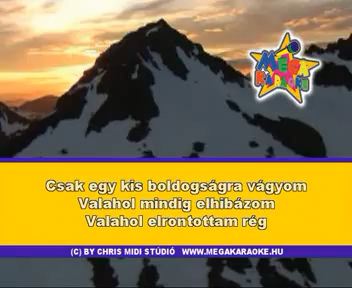 MEGA
KARAOKE
Csak egy kis boldogságra vágyom
Valahol mindig elhibázom
Valahol elrontottam rég
(C) BY CHRIS MIDI STÚDIÓ WWW.MEGAKARAOKE.HU